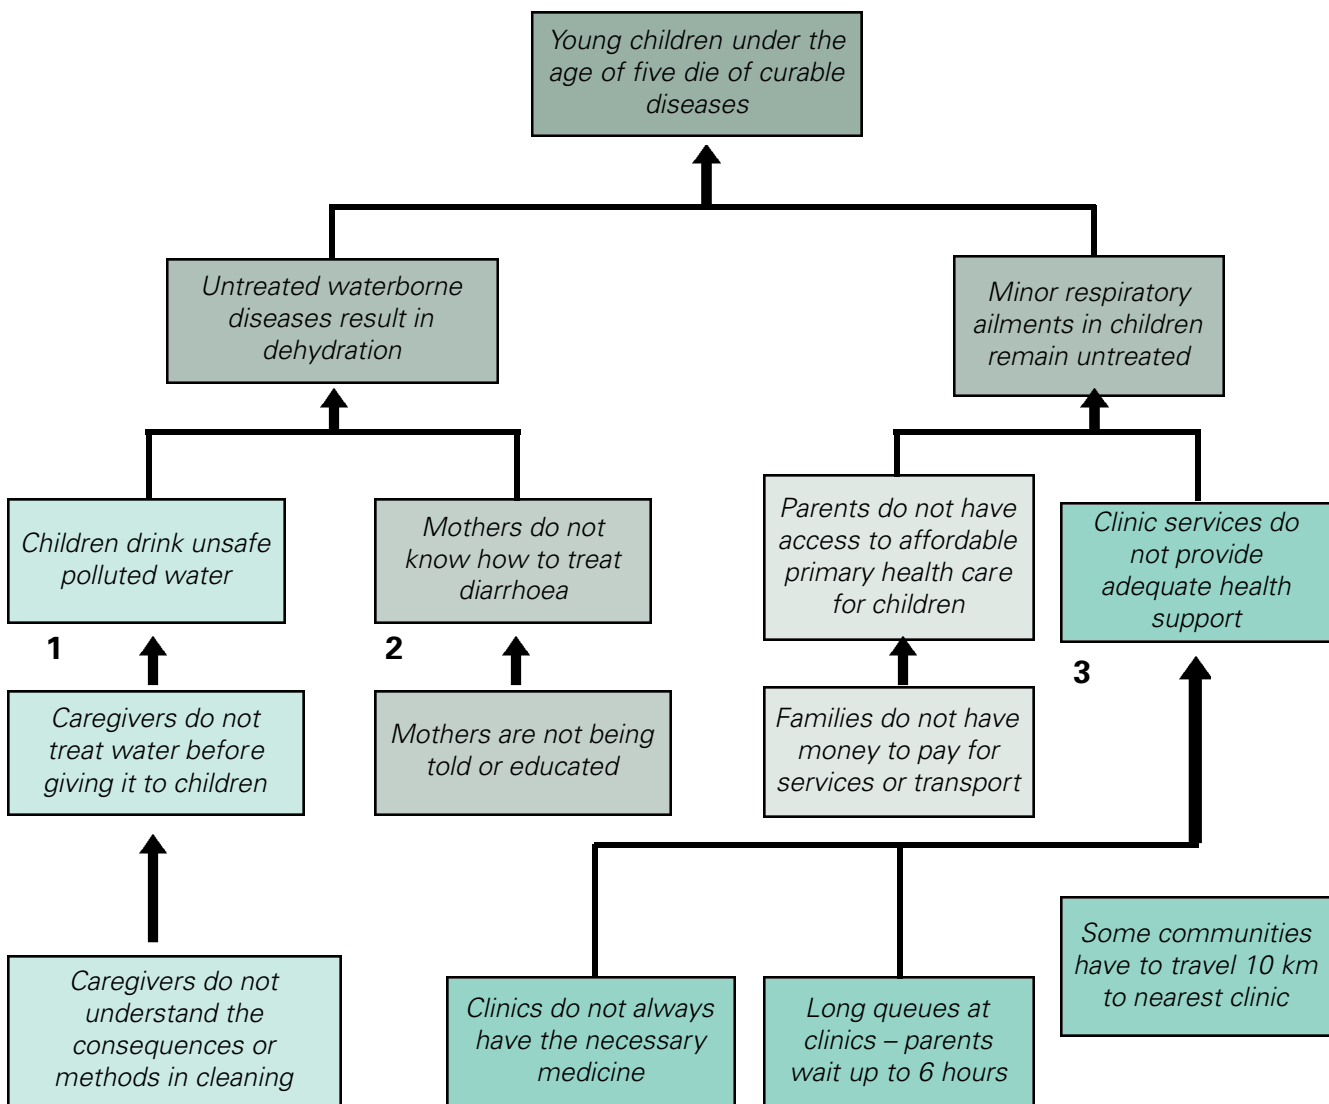 Young children under the
age of five die of curable
diseases
Untreated waterborne
diseases result in
dehydration
Minor respiratory
ailments in children
remain untreated
Children drink unsafe
polluted water
Mothers do not
know how to treat
diarrhoea
Parents do not have
access to affordable
primary health care
for children
Clinic services do
not provide
adequate health
support
1
2
3
Caregivers do not
treat water before
giving it to children
Mothers are not being
told or educated
Families do not have
money to pay for
services or transport
Caregivers do not
understand the
consequences or
methods in cleaning
Clinics do not always
have the necessary
medicine
Long queues at
clinics – parents
wait up to 6 hours
Some communities
have to travel 10 km
to nearest clinic